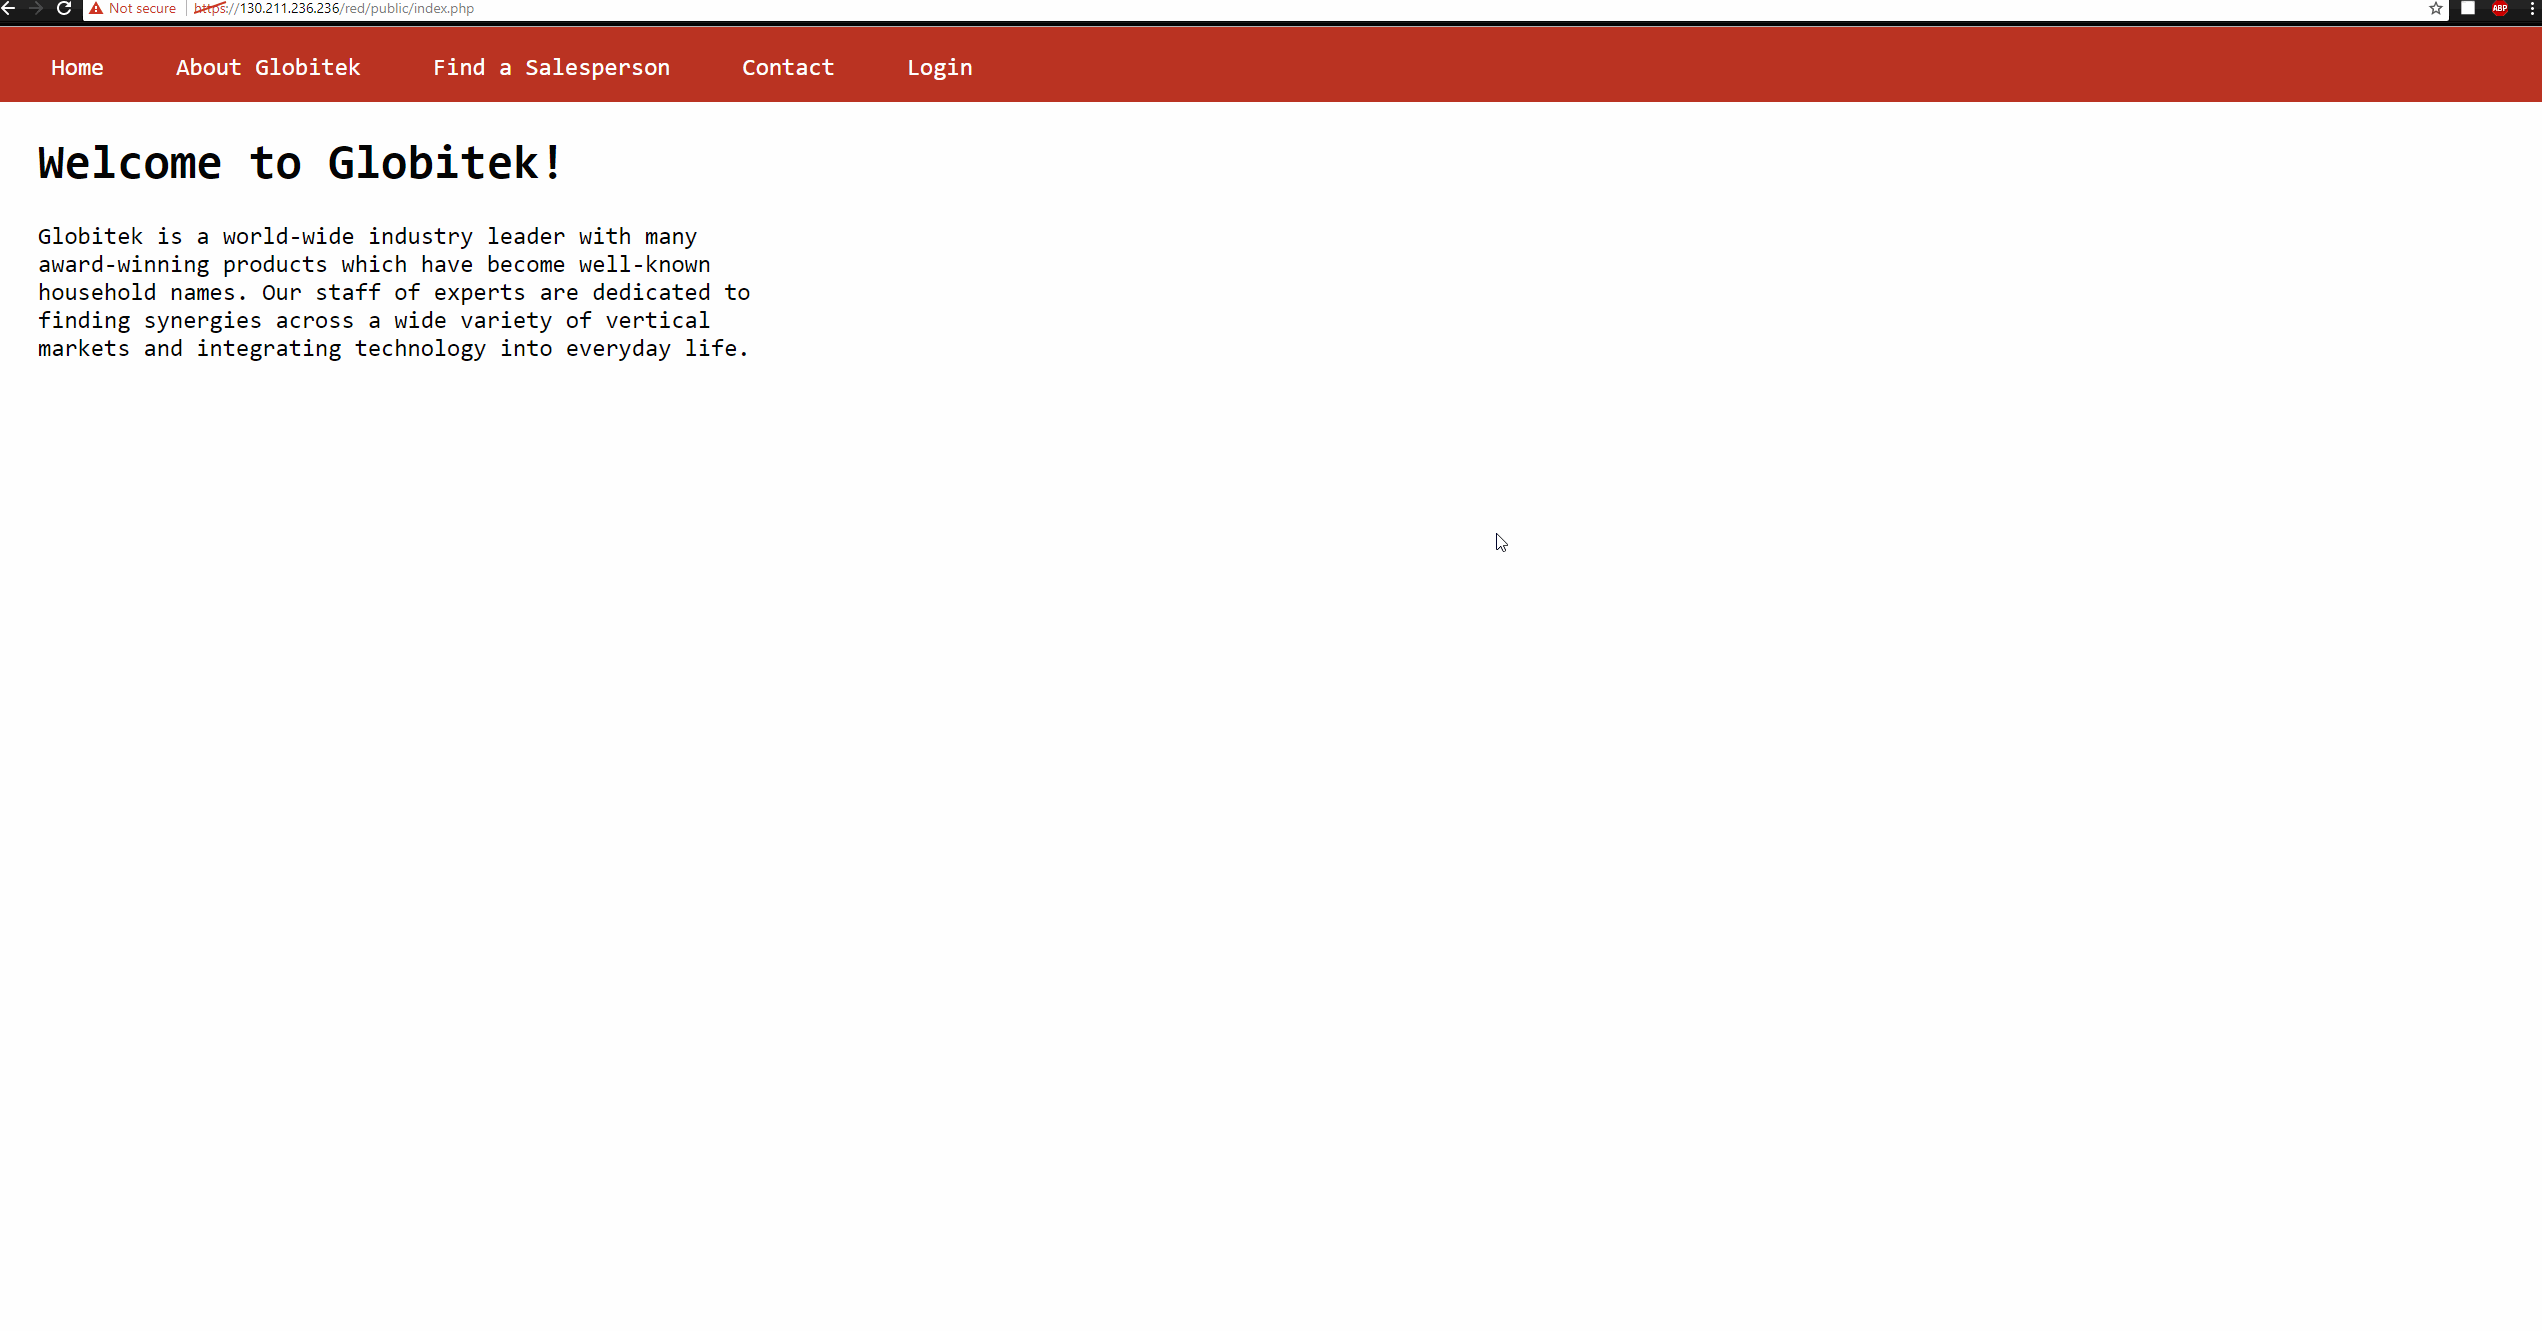 Not secure https://130.211.236.236/red/public/index.php ABP
Home About Globitek Find a Salesperson Contact Login
Welcome to Globitek!
Globitek is a world-wide industry leader with many
award-winning products which have become well-known
household names. Our staff of experts are dedicated to
finding synergies across a wide variety of vertical
markets and integrating technology into everyday life.